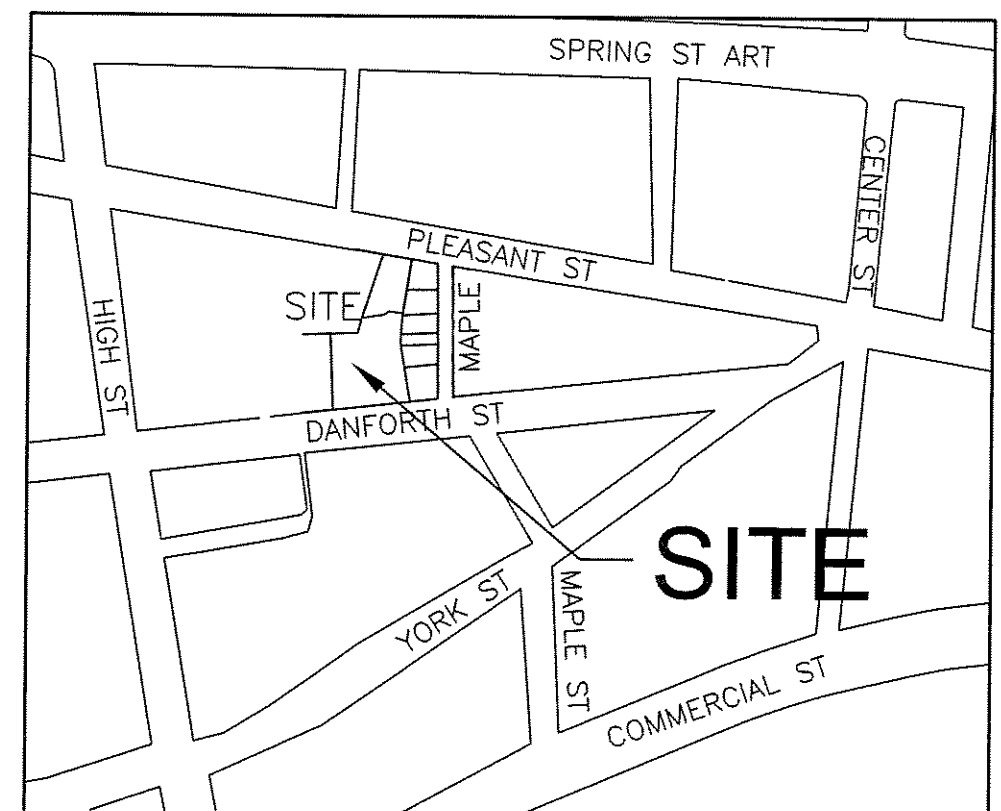 SPRING ST ART
CENTER ST
PLEASANT ST
SITE
MAPLE
HIGH ST
DANFORTH ST
SITE
YORK ST
MAPLE ST
COMMERCIAL ST